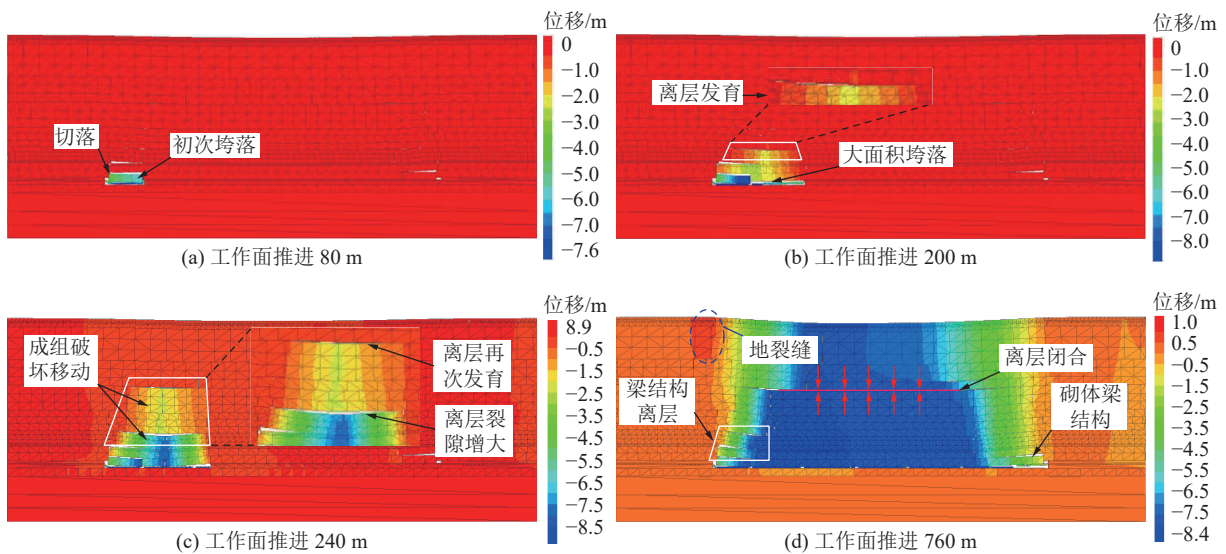 位移/m
0
−1.0
−2.0
−3.0
−4.0
−5.0
−6.0
−7.0
−7.6
切落
初次垮落
(a) 工作面推进 80 m
位移/m
0
−1.0
−2.0
−3.0
−4.0
−5.0
−6.0
−7.0
−8.0
离层发育
大面积垮落
(b) 工作面推进 200 m
位移/m
8.9
−0.5
−1.5
−2.5
−3.5
−4.5
−5.5
−6.5
−7.5
−8.5
成组破
坏移动
离层再
次发育
离层裂
隙增大
(c) 工作面推进 240 m
位移/m
1.0
−0.5
−1.5
−2.5
−3.5
−4.5
−5.5
−6.5
−7.5
−8.4
地裂缝
离层闭合
梁结构
离层
砌体梁
结构
(d) 工作面推进 760 m